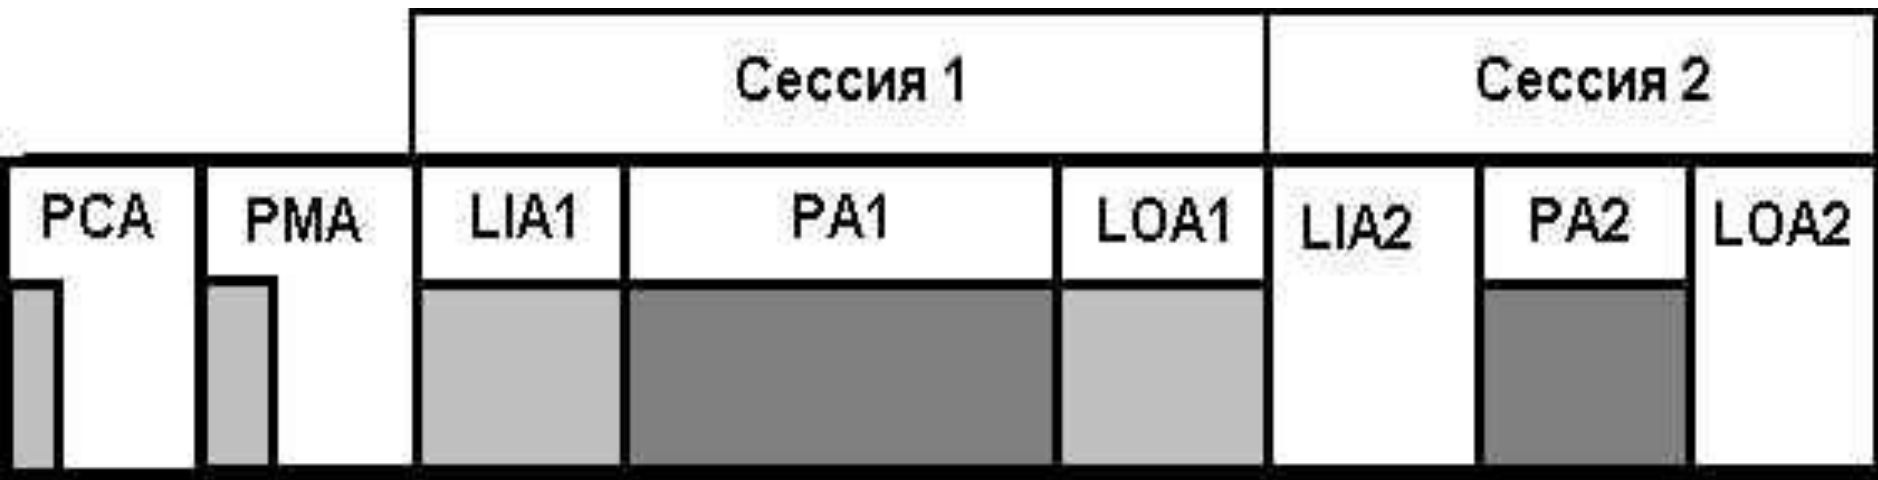 Сессия 1 Сессия 2
PCA PMA LIA1 PA1 LOA1 LIA2 PA2 LOA2